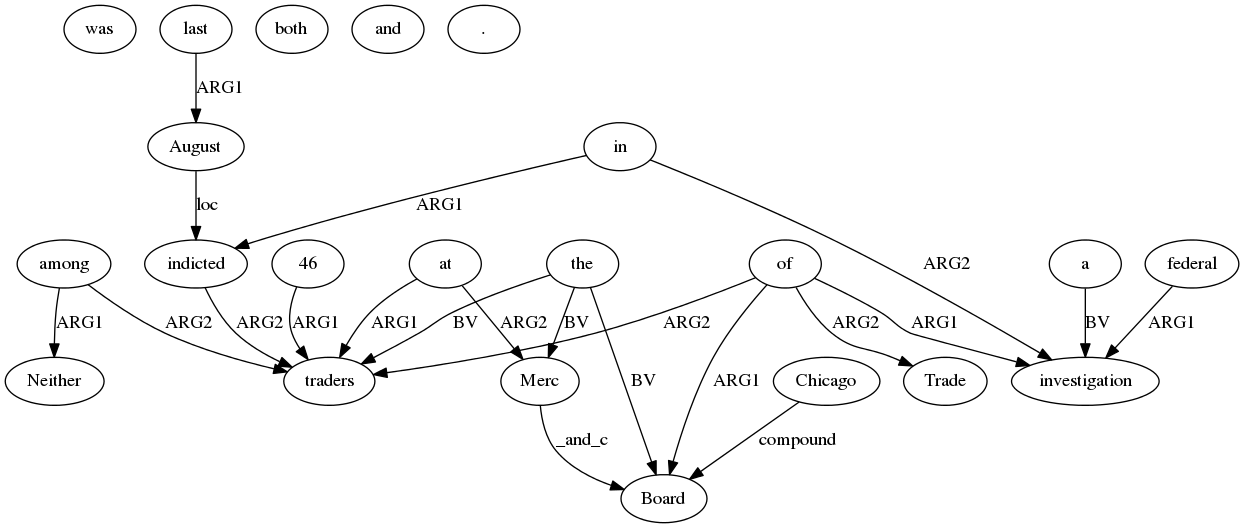 was last both and .
ARG1
August in
loc ARG1 ARG2
among indicted 46 at the of a federal
ARG1 ARG2 ARG2 ARG1 ARG1 BV ARG2 BV ARG2 ARG2 ARG1 BV ARG1
Neither traders Merc BV ARG1 Chicago Trade investigation
_and_c compound
Board